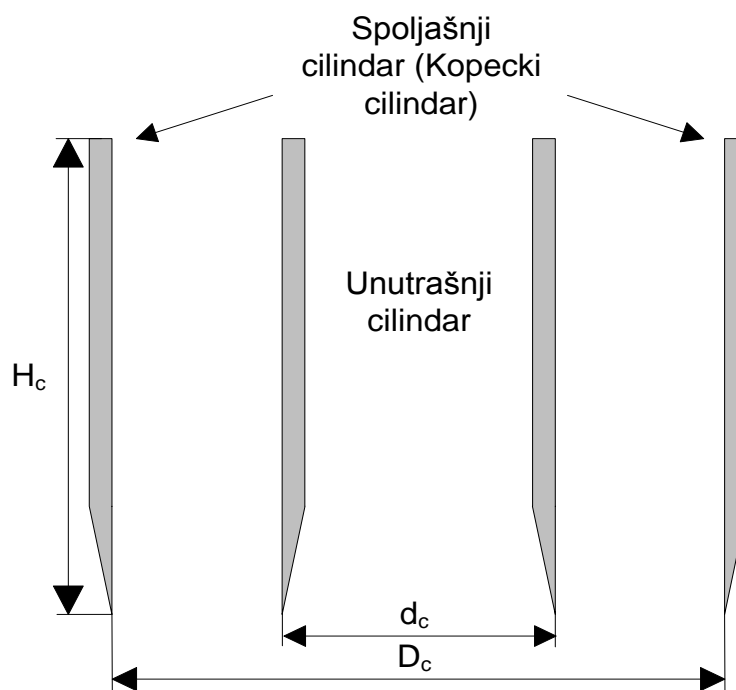 Spoljašnji
cilindar (Kopecki
cilindar)
Unutrašnji
cilindar
Hc
dc
Dc